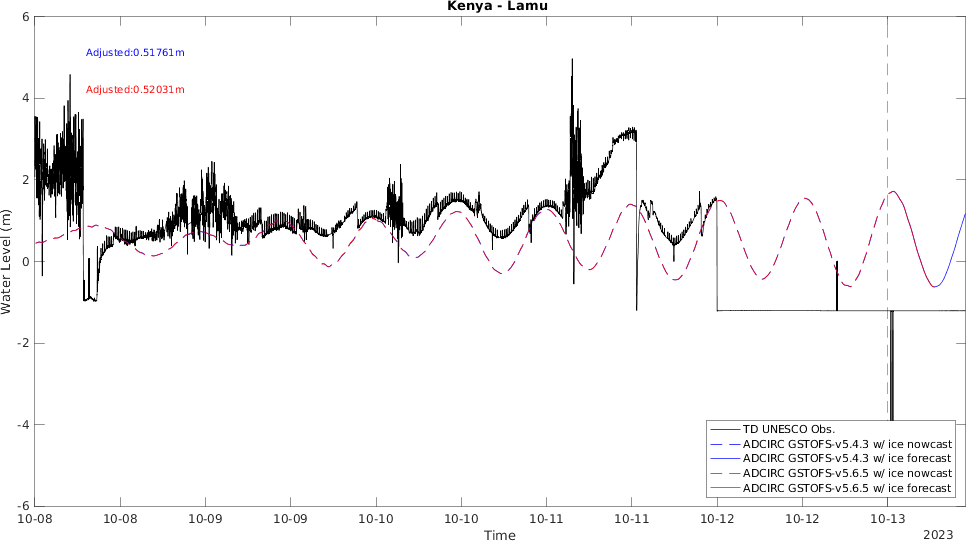 Kenya - Lamu
Adjusted:0.51761m
Adjusted:0.52031m
Water Level (m)
6
4
2
0
-2
-4
-6
TD UNESCO Obs.
ADCIRC GSTOFS-v5.4.3 w/ ice nowcast
ADCIRC GSTOFS-v5.4.3 w/ ice forecast
ADCIRC GSTOFS-v5.6.5 w/ ice nowcast
ADCIRC GSTOFS-v5.6.5 w/ ice forecast
10-08 10-08 10-09 10-09 10-10 10-10 10-11 10-11 10-12 10-12 10-13
Time
2023